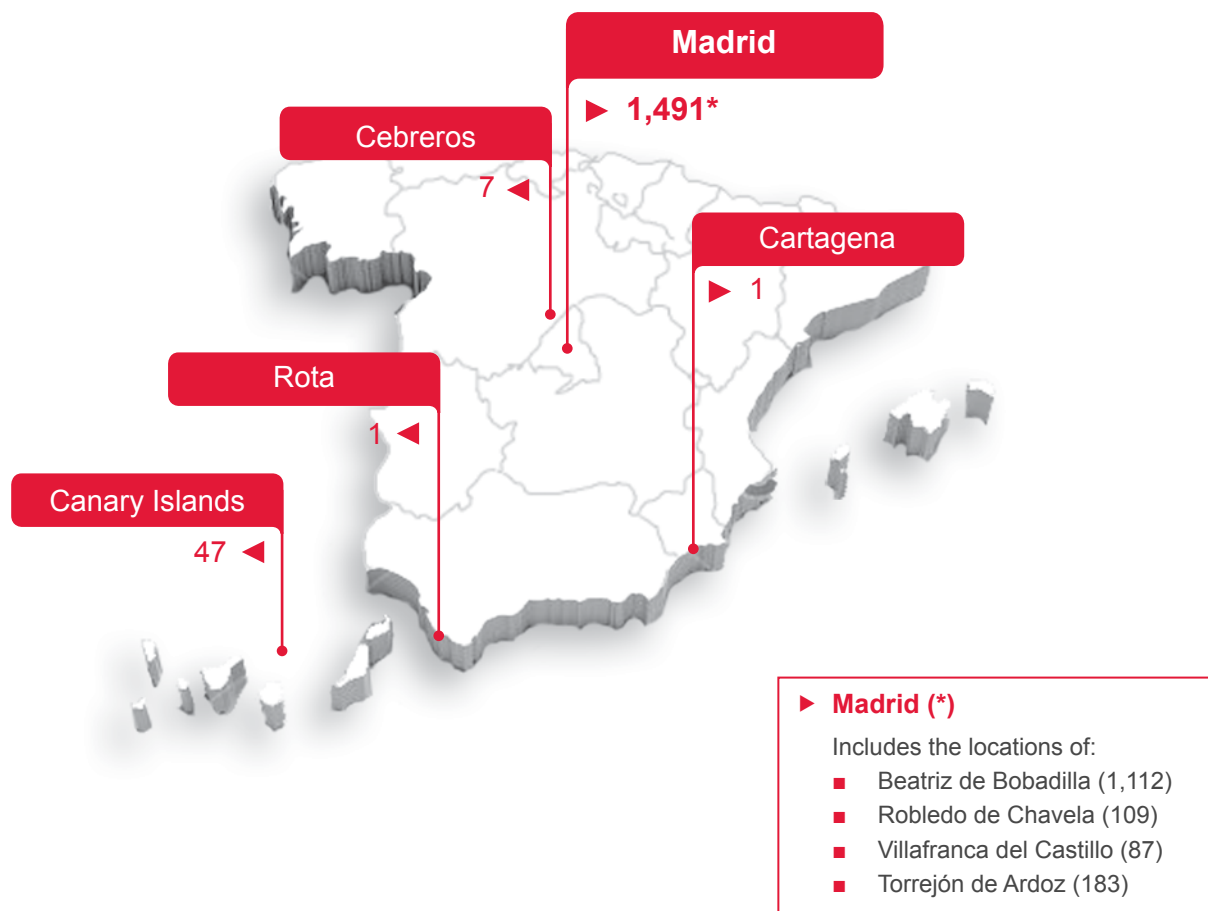 Madrid
1,491*
Cebreros
7
Cartagena
1
Rota
1
Canary Islands
47
Madrid (*)
Includes the locations of:
Beatriz de Bobadilla (1,112)
Robledo de Chavela (109)
Villafranca del Castillo (87)
Torrejón de Ardoz (183)